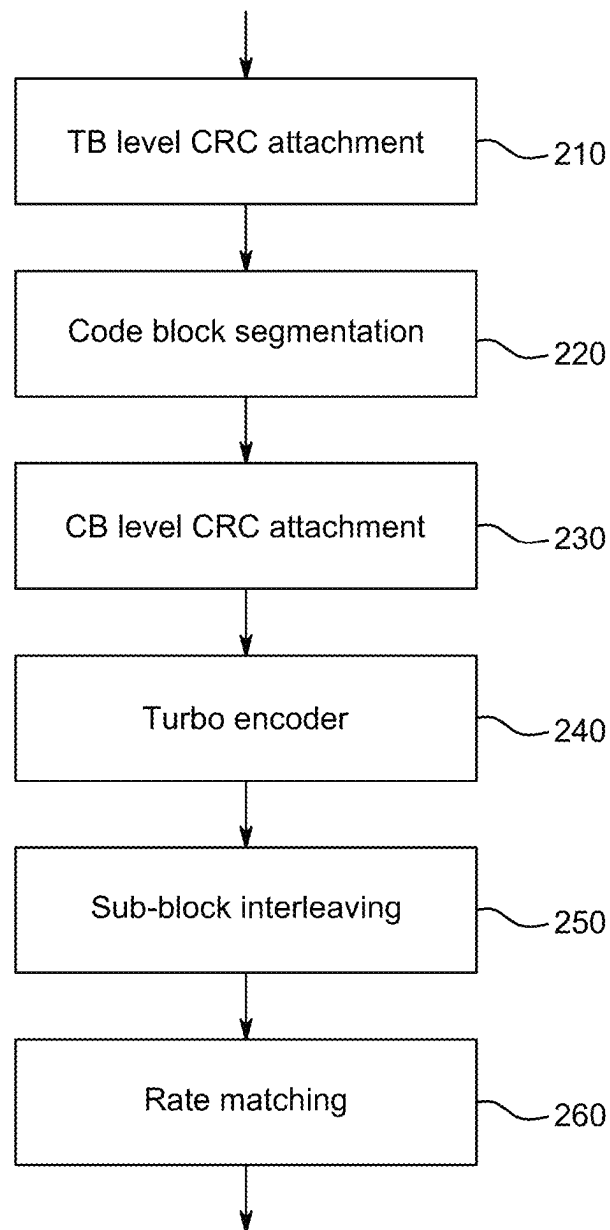 TB level CRC attachment
210
Code block segmentation
220
CB level CRC attachment
230
Turbo encoder
240
Sub-block interleaving
250
Rate matching
260